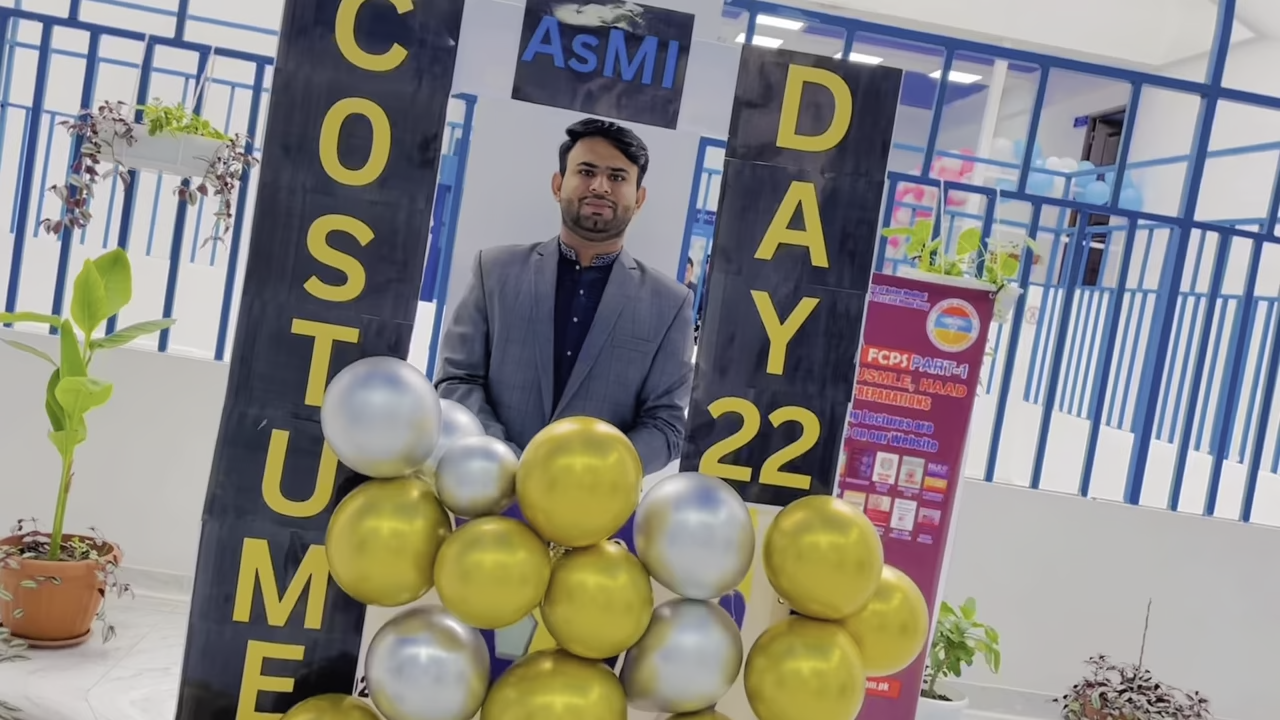 COSTUME
AsMI
DAY
22
FCPS PART-1
USMLE, HAAD
PREPARATIONS
Lectures are
on our Website